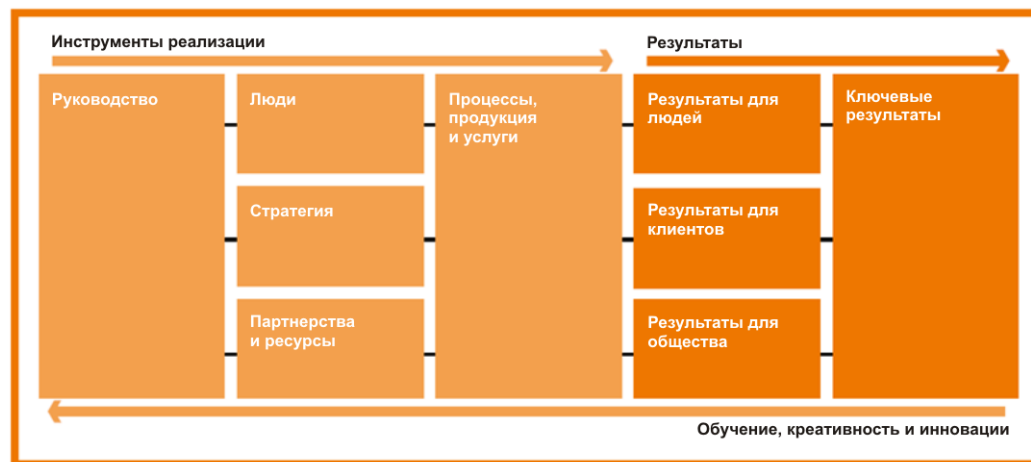 Инструменты реализации
Результаты
Руководство
Люди
Процессы,
продукция
и услуги
Результаты для
людей
Ключевые
результаты
Стратегия
Результаты для
клиентов
Партнерства
и ресурсы
Результаты для
общества
Обучение, креативность и инновации